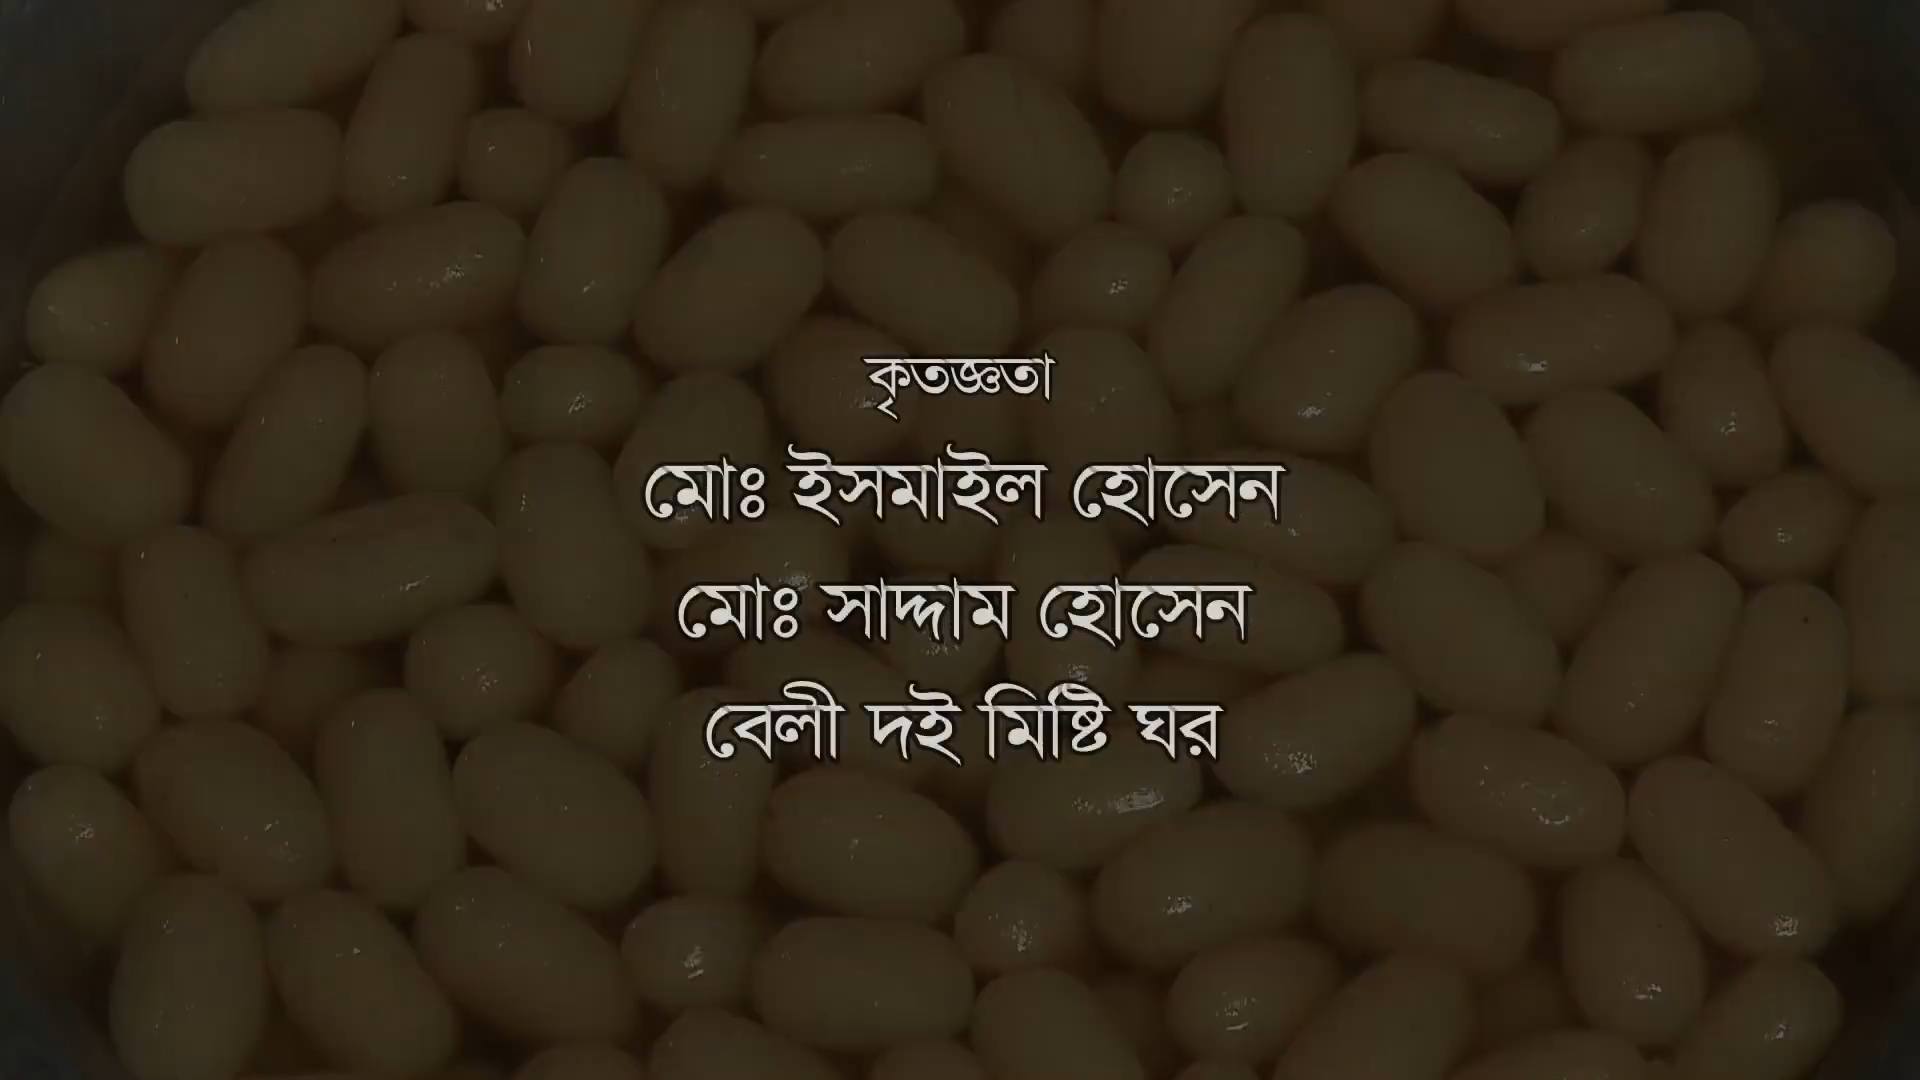 কৃতজ্ঞতা
মোঃ ইসমাইল হোসেন
মোঃ সাদ্দাম হোসেন
বেলী দই মিষ্টি ঘর